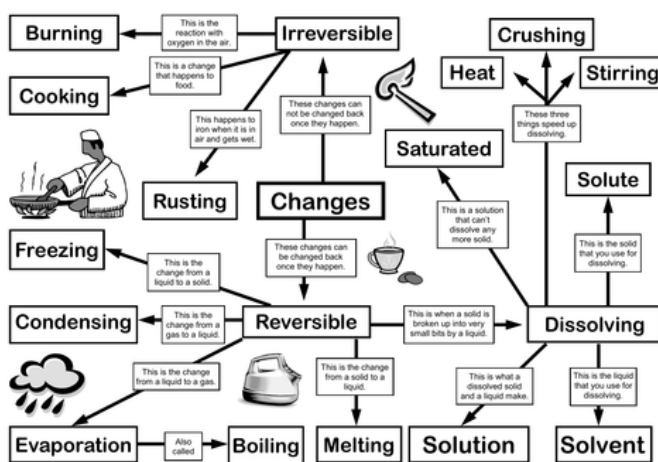 Burning
This is the
reaction with
oxygen in the air.
Irreversible
Crushing
Heat
Stirring
These three
things speed up
dissolving.
Cooking
This is a change
that happens to
food.
This happens to
iron when it is in
air and gets wet.
These changes can
not be changed back
once they happen.
Saturated
Solute
Rusting
Changes
This is a solution
that can't
dissolve any
more solid.
This is the solid
that you use for
dissolving.
Freezing
This is the
change from a
liquid to a solid.
These changes can
be changed back
once they happen.
Condensing
This is the
change from a
gas to a liquid.
Reversible
This is when a solid is
broken up into very
small bits by a liquid.
Dissolving
This is the change
from a liquid to a gas.
This is the change
from a solid to a
liquid.
This is what a
dissolved solid
and a liquid make.
This is the liquid
that you use for
dissolving.
Evaporation
Also
called
Boiling
Melting
Solution
Solvent